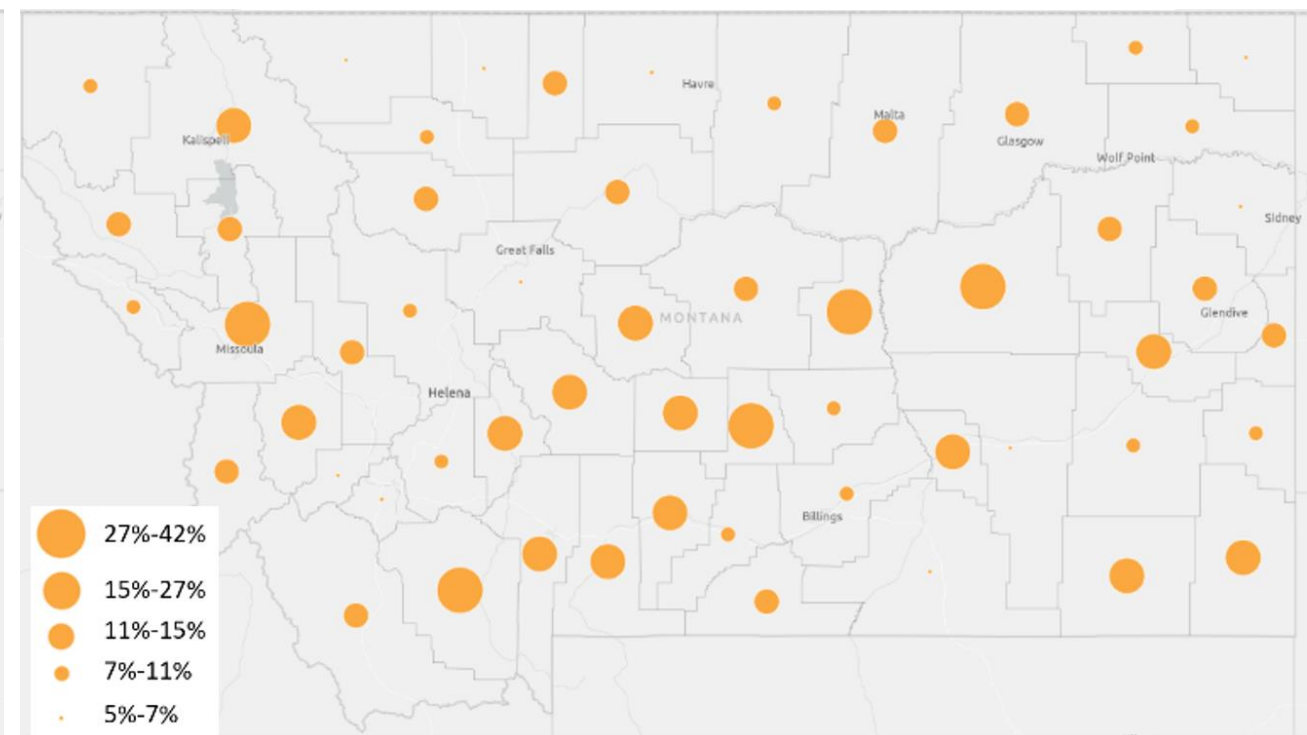 Havre
Malta
Kalispell
Glasgow
Wolf Point
Sidney
Great Falls
Glendive
MONTANA
Missoula
Helena
Billings
27%-42%
15%-27%
11%-15%
7%-11%
5%-7%